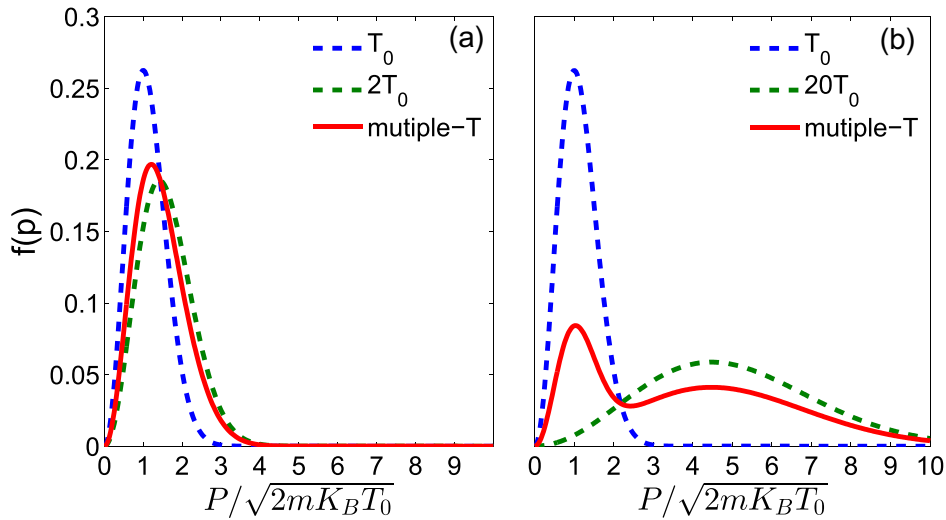 0.3
0.25
0.2
0.15
0.1
0.05
0
f(p)
(a)
T₀
2T₀
mutiple−T
0 1 2 3 4 5 6 7 8 9
P/√2mK_BT₀
(b)
T₀
20T₀
mutiple−T
0 1 2 3 4 5 6 7 8 9 10
P/√2mK_BT₀